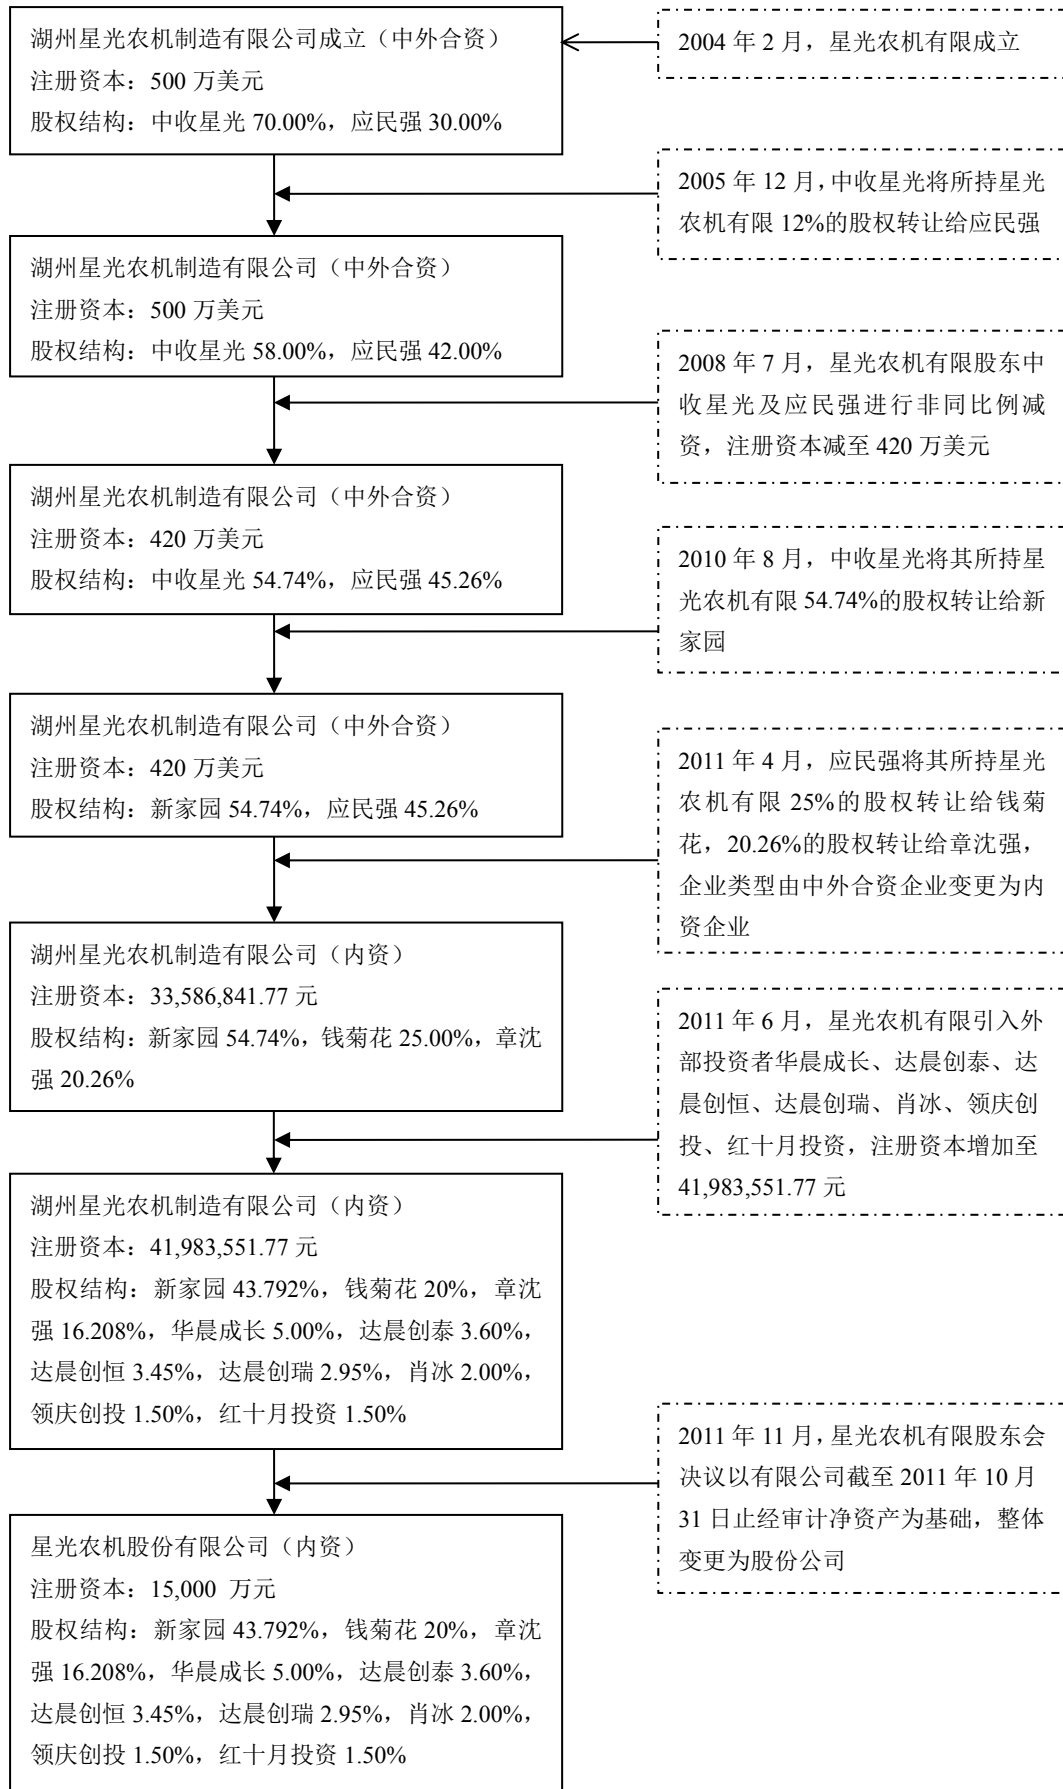 湖州星光农机制造有限公司成立（中外合资）
注册资本：500 万美元
股权结构：中收星光 70.00%，应民强 30.00%
2004 年 2 月，星光农机有限成立
2005 年 12 月，中收星光将所持星光
农机有限 12%的股权转让给应民强
湖州星光农机制造有限公司（中外合资）
注册资本：500 万美元
股权结构：中收星光 58.00%，应民强 42.00%
2008 年 7 月，星光农机有限股东中
收星光及应民强进行非同比例减
资，注册资本减至 420 万美元
湖州星光农机制造有限公司（中外合资）
注册资本：420 万美元
股权结构：中收星光 54.74%，应民强 45.26%
2010 年 8 月，中收星光将其所持星
光农机有限 54.74%的股权转让给新
家园
湖州星光农机制造有限公司（中外合资）
注册资本：420 万美元
股权结构：新家园 54.74%，应民强 45.26%
2011 年 4 月，应民强将其所持星光
农机有限 25%的股权转让给钱菊
花，20.26%的股权转让给章沈强，
企业类型由中外合资企业变更为内
资企业
湖州星光农机制造有限公司（内资）
注册资本：33,586,841.77 元
股权结构：新家园 54.74%，钱菊花 25.00%，章沈
强 20.26%
2011 年 6 月，星光农机有限引入外
部投资者华晨成长、达晨创泰、达
晨创恒、达晨创瑞、肖冰、领庆创
投、红十月投资，注册资本增加至
41,983,551.77 元
湖州星光农机制造有限公司（内资）
注册资本：41,983,551.77 元
股权结构：新家园 43.792%，钱菊花 20%，章沈
强 16.208%，华晨成长 5.00%，达晨创泰 3.60%，
达晨创恒 3.45%，达晨创瑞 2.95%，肖冰 2.00%，
领庆创投 1.50%，红十月投资 1.50%
2011 年 11 月，星光农机有限股东会
决议以有限公司截至 2011 年 10 月
31 日止经审计净资产为基础，整体
变更为股份公司
星光农机股份有限公司（内资）
注册资本：15,000 万元
股权结构：新家园 43.792%，钱菊花 20%，章沈
强 16.208%，华晨成长 5.00%，达晨创泰 3.60%，
达晨创恒 3.45%，达晨创瑞 2.95%，肖冰 2.00%，
领庆创投 1.50%，红十月投资 1.50%